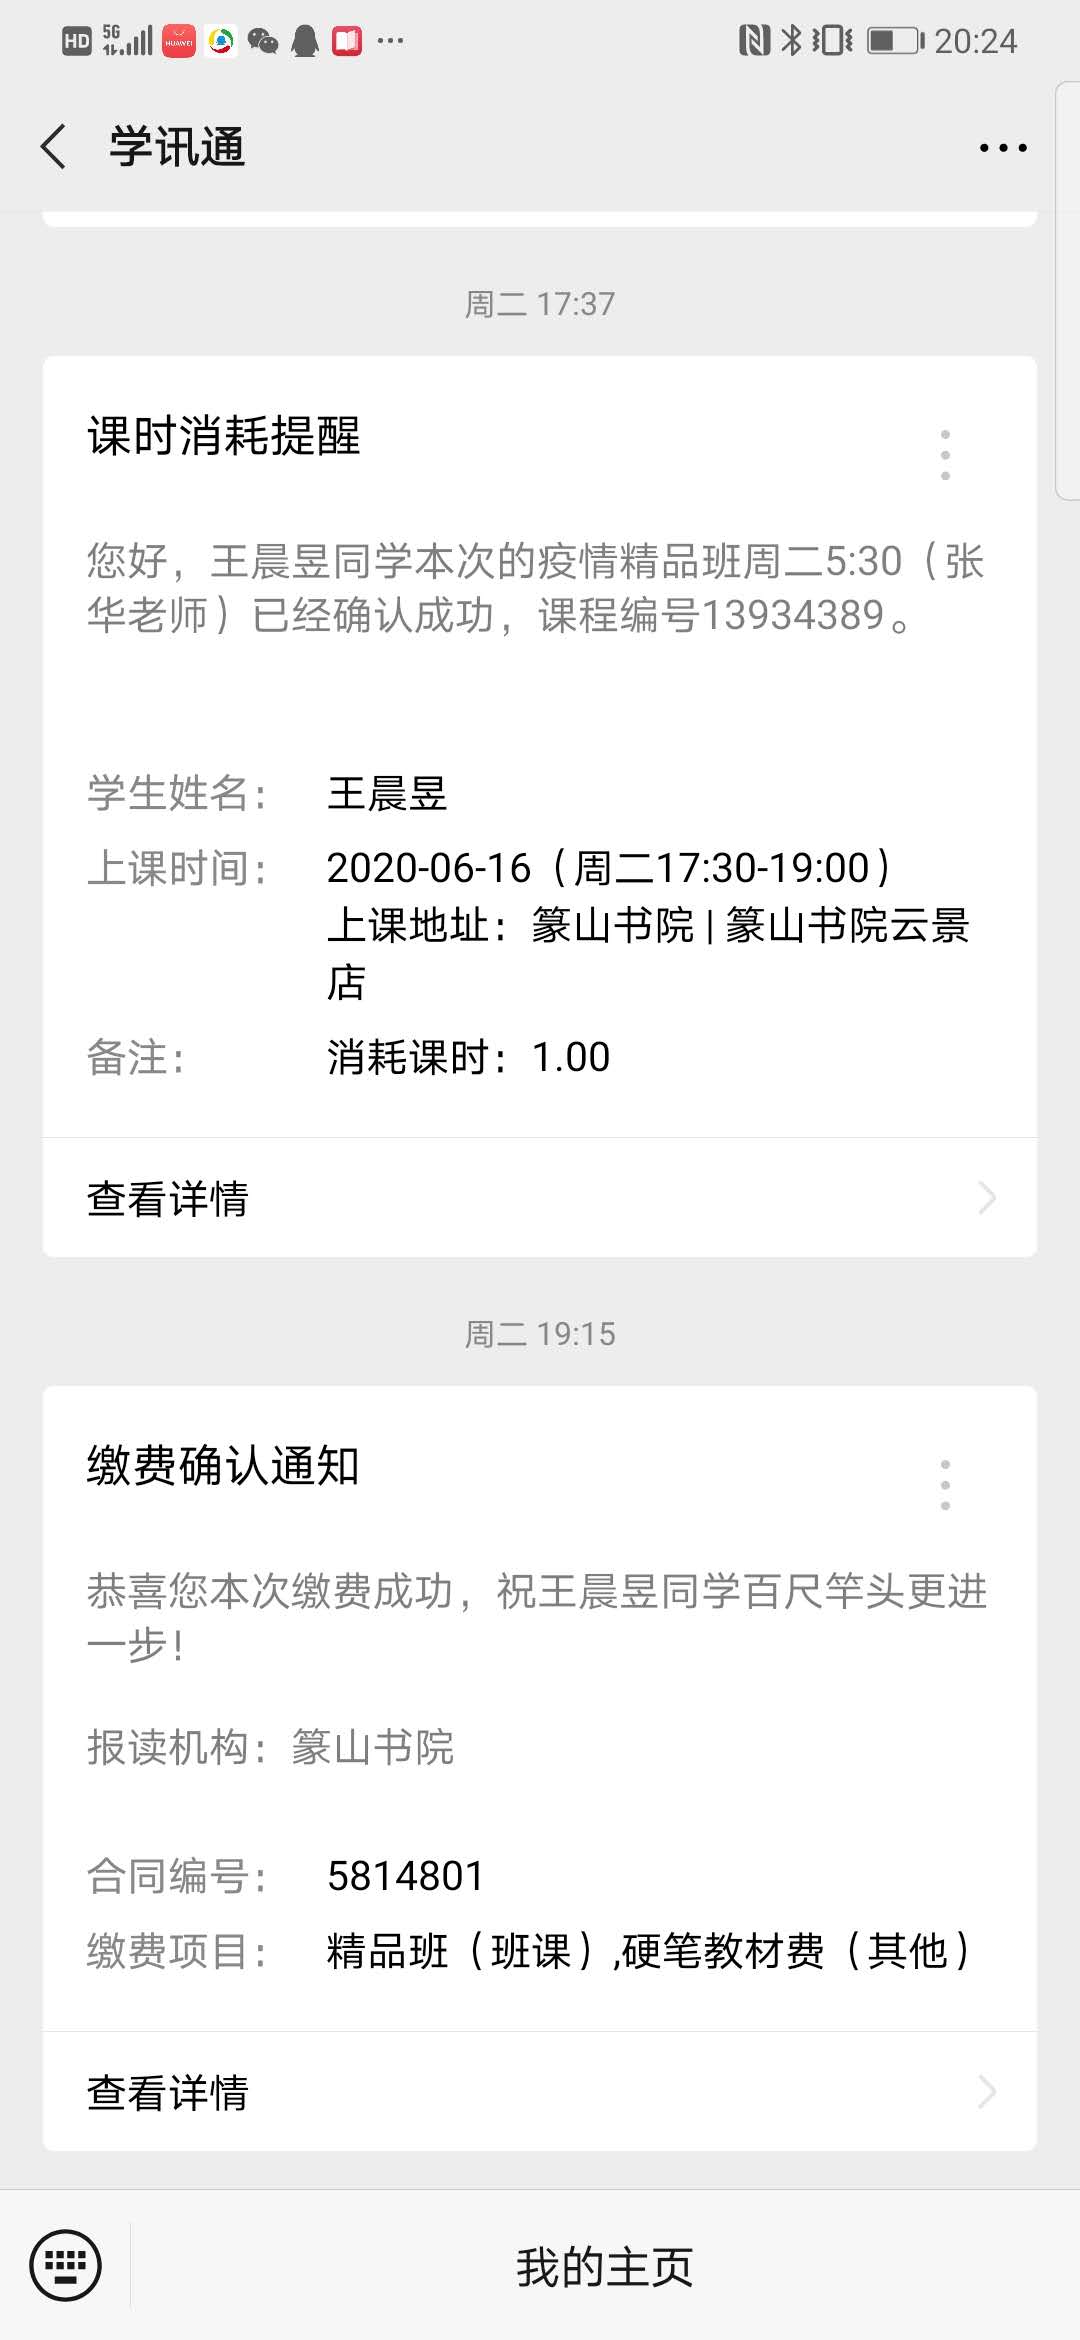 HD 5G HUAWEI 20:24
学讯通
周二 17:37
课时消耗提醒
您好，王晨昱同学本次的疫情精品班周二5:30（张
华老师）已经确认成功，课程编号13934389。
学生姓名： 王晨昱
上课时间： 2020-06-16（周二17:30-19:00）
上课地址：篆山书院 | 篆山书院云景
店
备注： 消耗课时：1.00
查看详情
周二 19:15
缴费确认通知
恭喜您本次缴费成功，祝王晨昱同学百尺竿头更进
一步！
报读机构：篆山书院
合同编号： 5814801
缴费项目： 精品班（班课）,硬笔教材费（其他）
查看详情
我的主页